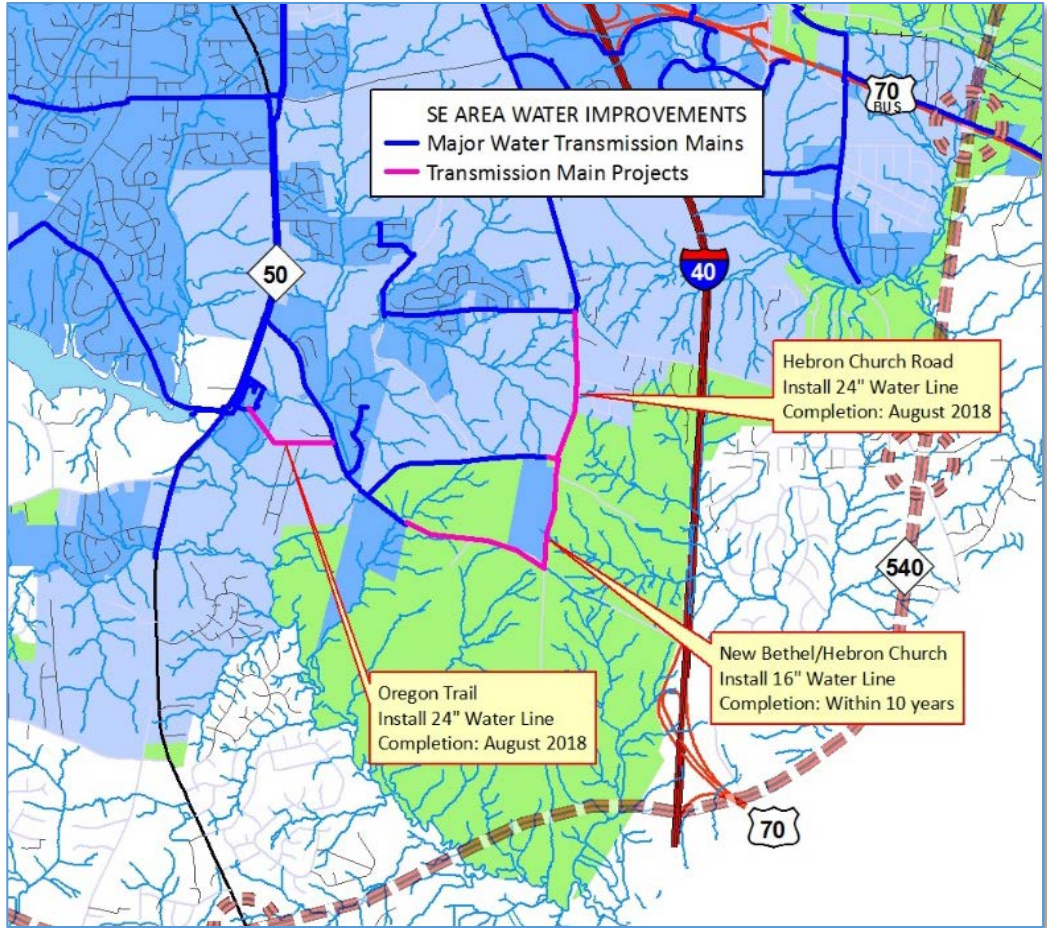 70
BUS
SE AREA WATER IMPROVEMENTS
Major Water Transmission Mains
Transmission Main Projects
50
40
Hebron Church Road
Install 24" Water Line
Completion: August 2018
540
New Bethel/Hebron Church
Install 16" Water Line
Completion: Within 10 years
Oregon Trail
Install 24" Water Line
Completion: August 2018
70